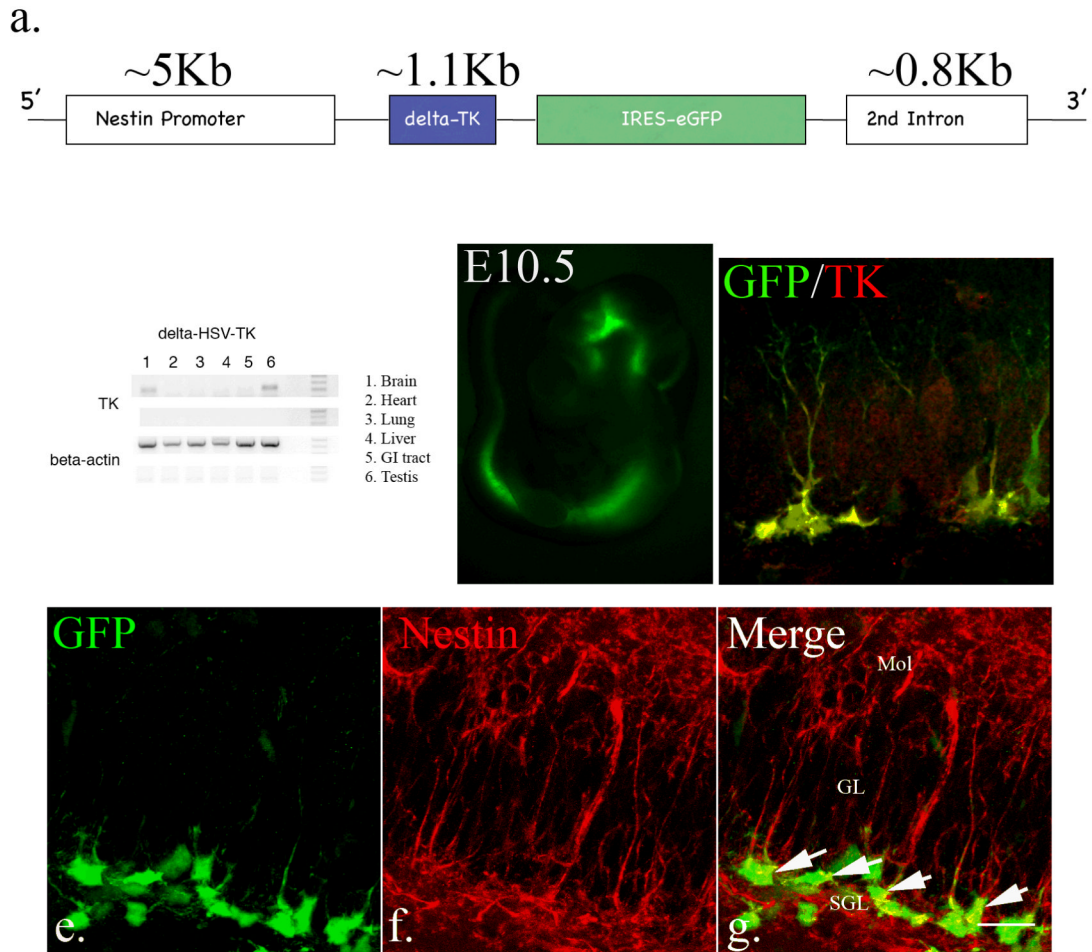 a.
~5Kb ~1.1Kb ~0.8Kb
5′ 3′
Nestin Promoter delta-TK IRES-eGFP 2nd Intron
E10.5
GFP/TK
delta-HSV-TK
1 2 3 4 5 6
TK
beta-actin
1. Brain
2. Heart
3. Lung
4. Liver
5. GI tract
6. Testis
GFP Nestin Merge
Mol
GL
SGL
e. f. g.